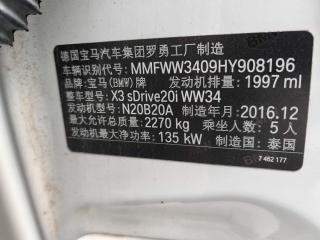 德国宝马汽车集团罗勇工厂制造
车辆识别代号: MMFWW3409HY908196
品牌: 宝马(BMW)牌 发动机排量: 1997 ml
整车型号: X3 sDrive20i WW34
发动机型号: N20B20A 制造年月: 2016.12
最大允许总质量: 2270 kg 乘坐人数: 5 人
发动机最大净功率: 135 kW 制造国: 泰国
7 462 177